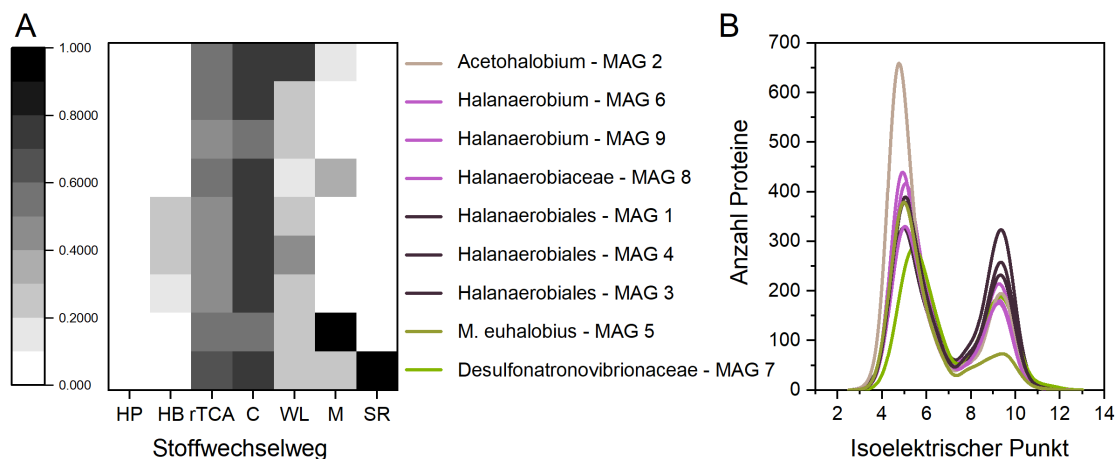 A
1.000
0.8000
0.6000
0.4000
0.2000
0.000
HP HB rTCA C WL M SR
Stoffwechselweg
Acetohalobium - MAG 2
Halanaerobium - MAG 6
Halanaerobium - MAG 9
Halanaerobiaceae - MAG 8
Halanaerobiales - MAG 1
Halanaerobiales - MAG 4
Halanaerobiales - MAG 3
M. euhalobius - MAG 5
Desulfonatronovibrionaceae - MAG 7
B
Anzahl Proteine
700
600
500
400
300
200
100
0
2 4 6 8 10 12 14
Isoelektrischer Punkt